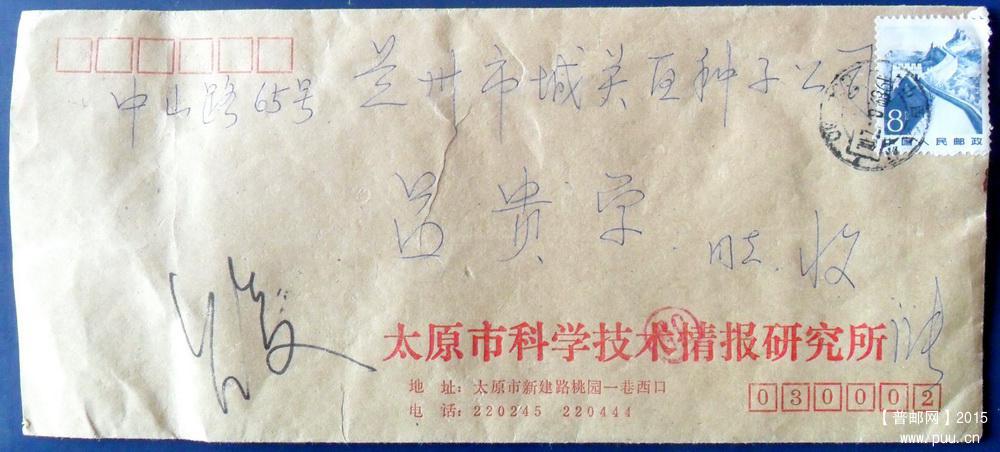 兰州市城关区种子公司
中山路65号
吕贵学 收
8
中国人民邮政
太原市科学技术情报研究所
地 址:太原市新建路桃园一巷西口
电 话:220245 220444
030002
【普邮网】2015
www.puu.cn